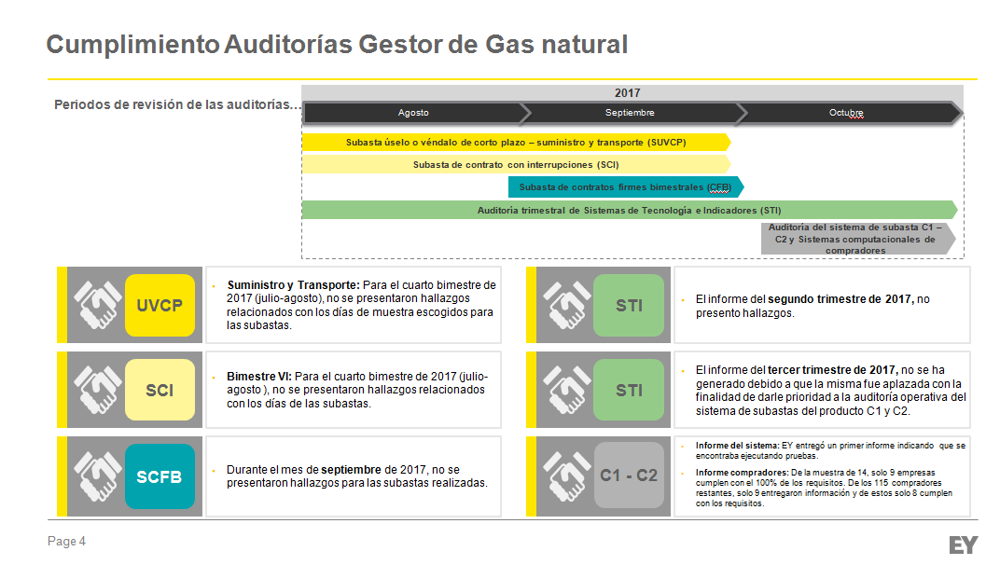 Cumplimiento Auditorías Gestor de Gas natural
Periodos de revisión de las auditorías…
2017
Agosto
Septiembre
Octubre
Subasta úselo o véndalo de corto plazo – suministro y transporte (SUVCP)
Subasta de contrato con interrupciones (SCI)
Subasta de contratos firmes bimestrales (CFB)
Auditoría trimestral de Sistemas de Tecnología e Indicadores (STI)
Auditoría del sistema de subasta C1 –
C2 y Sistemas computacionales de
compradores
UVCP
Suministro y Transporte: Para el cuarto bimestre de
2017 (julio-agosto), no se presentaron hallazgos
relacionados con los días de muestra escogidos para
las subastas.
SCI
Bimestre VI: Para el cuarto bimestre de 2017 (julio-
agosto ), no se presentaron hallazgos relacionados
con los días de las subastas.
SCFB
Durante el mes de septiembre de 2017, no se
presentaron hallazgos para las subastas realizadas.
STI
El informe del segundo trimestre de 2017, no
presento hallazgos.
STI
El informe del tercer trimestre de 2017, no se ha
generado debido a que la misma fue aplazada con la
finalidad de darle prioridad a la auditoría operativa del
sistema de subastas del producto C1 y C2.
C1 - C2
Informe del sistema: EY entregó un primer informe indicando que se
encontraba ejecutando pruebas.
Informe compradores: De la muestra de 14, solo 9 empresas
cumplen con el 100% de los requisitos. De los 115 compradores
restantes, solo 9 entregaron información y de estos solo 8 cumplen
con los requisitos.
Page 4
EY